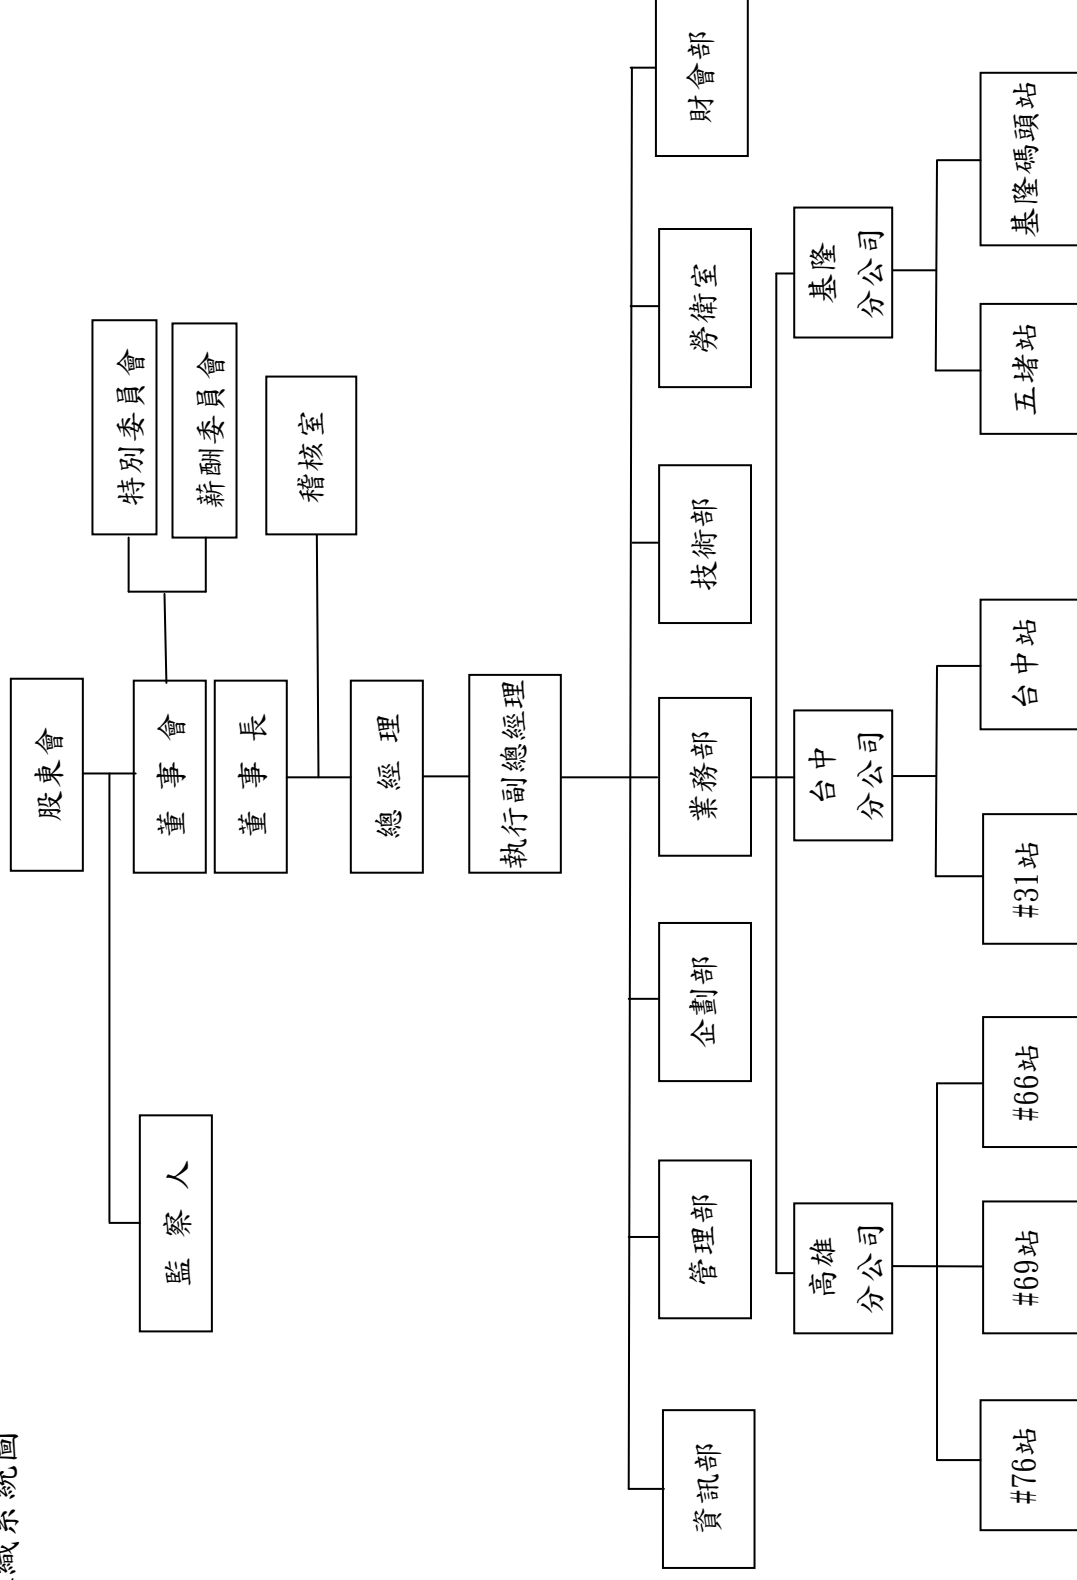 織系統圖
股東會
監察人
特別委員會
薪酬委員會
董事會
董事長
稽核室
總經理
執行副總經理
資訊部
管理部
企劃部
業務部
技術部
勞衛室
財會部
高雄
分公司
台中
分公司
基隆
分公司
#76站
#69站
#66站
#31站
台中站
五堵站
基隆碼頭站